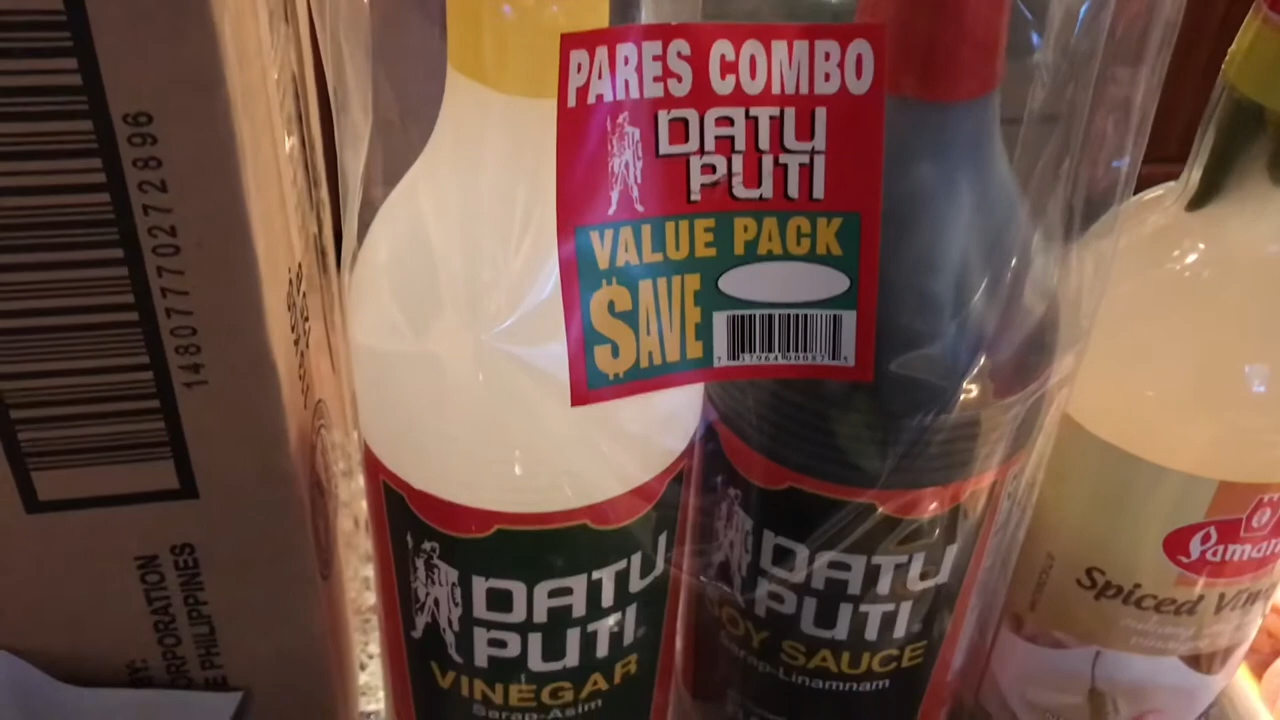 PARES COMBO
DATU
PUTI
VALUE PACK
$AVE
14807770272896
ORPORATION
PHILIPPINES
DATU
PUTI
VINEGAR
Sarap-Asim
DATU
PUTI
SOY SAUCE
Sarap-Linamnam
Spiced